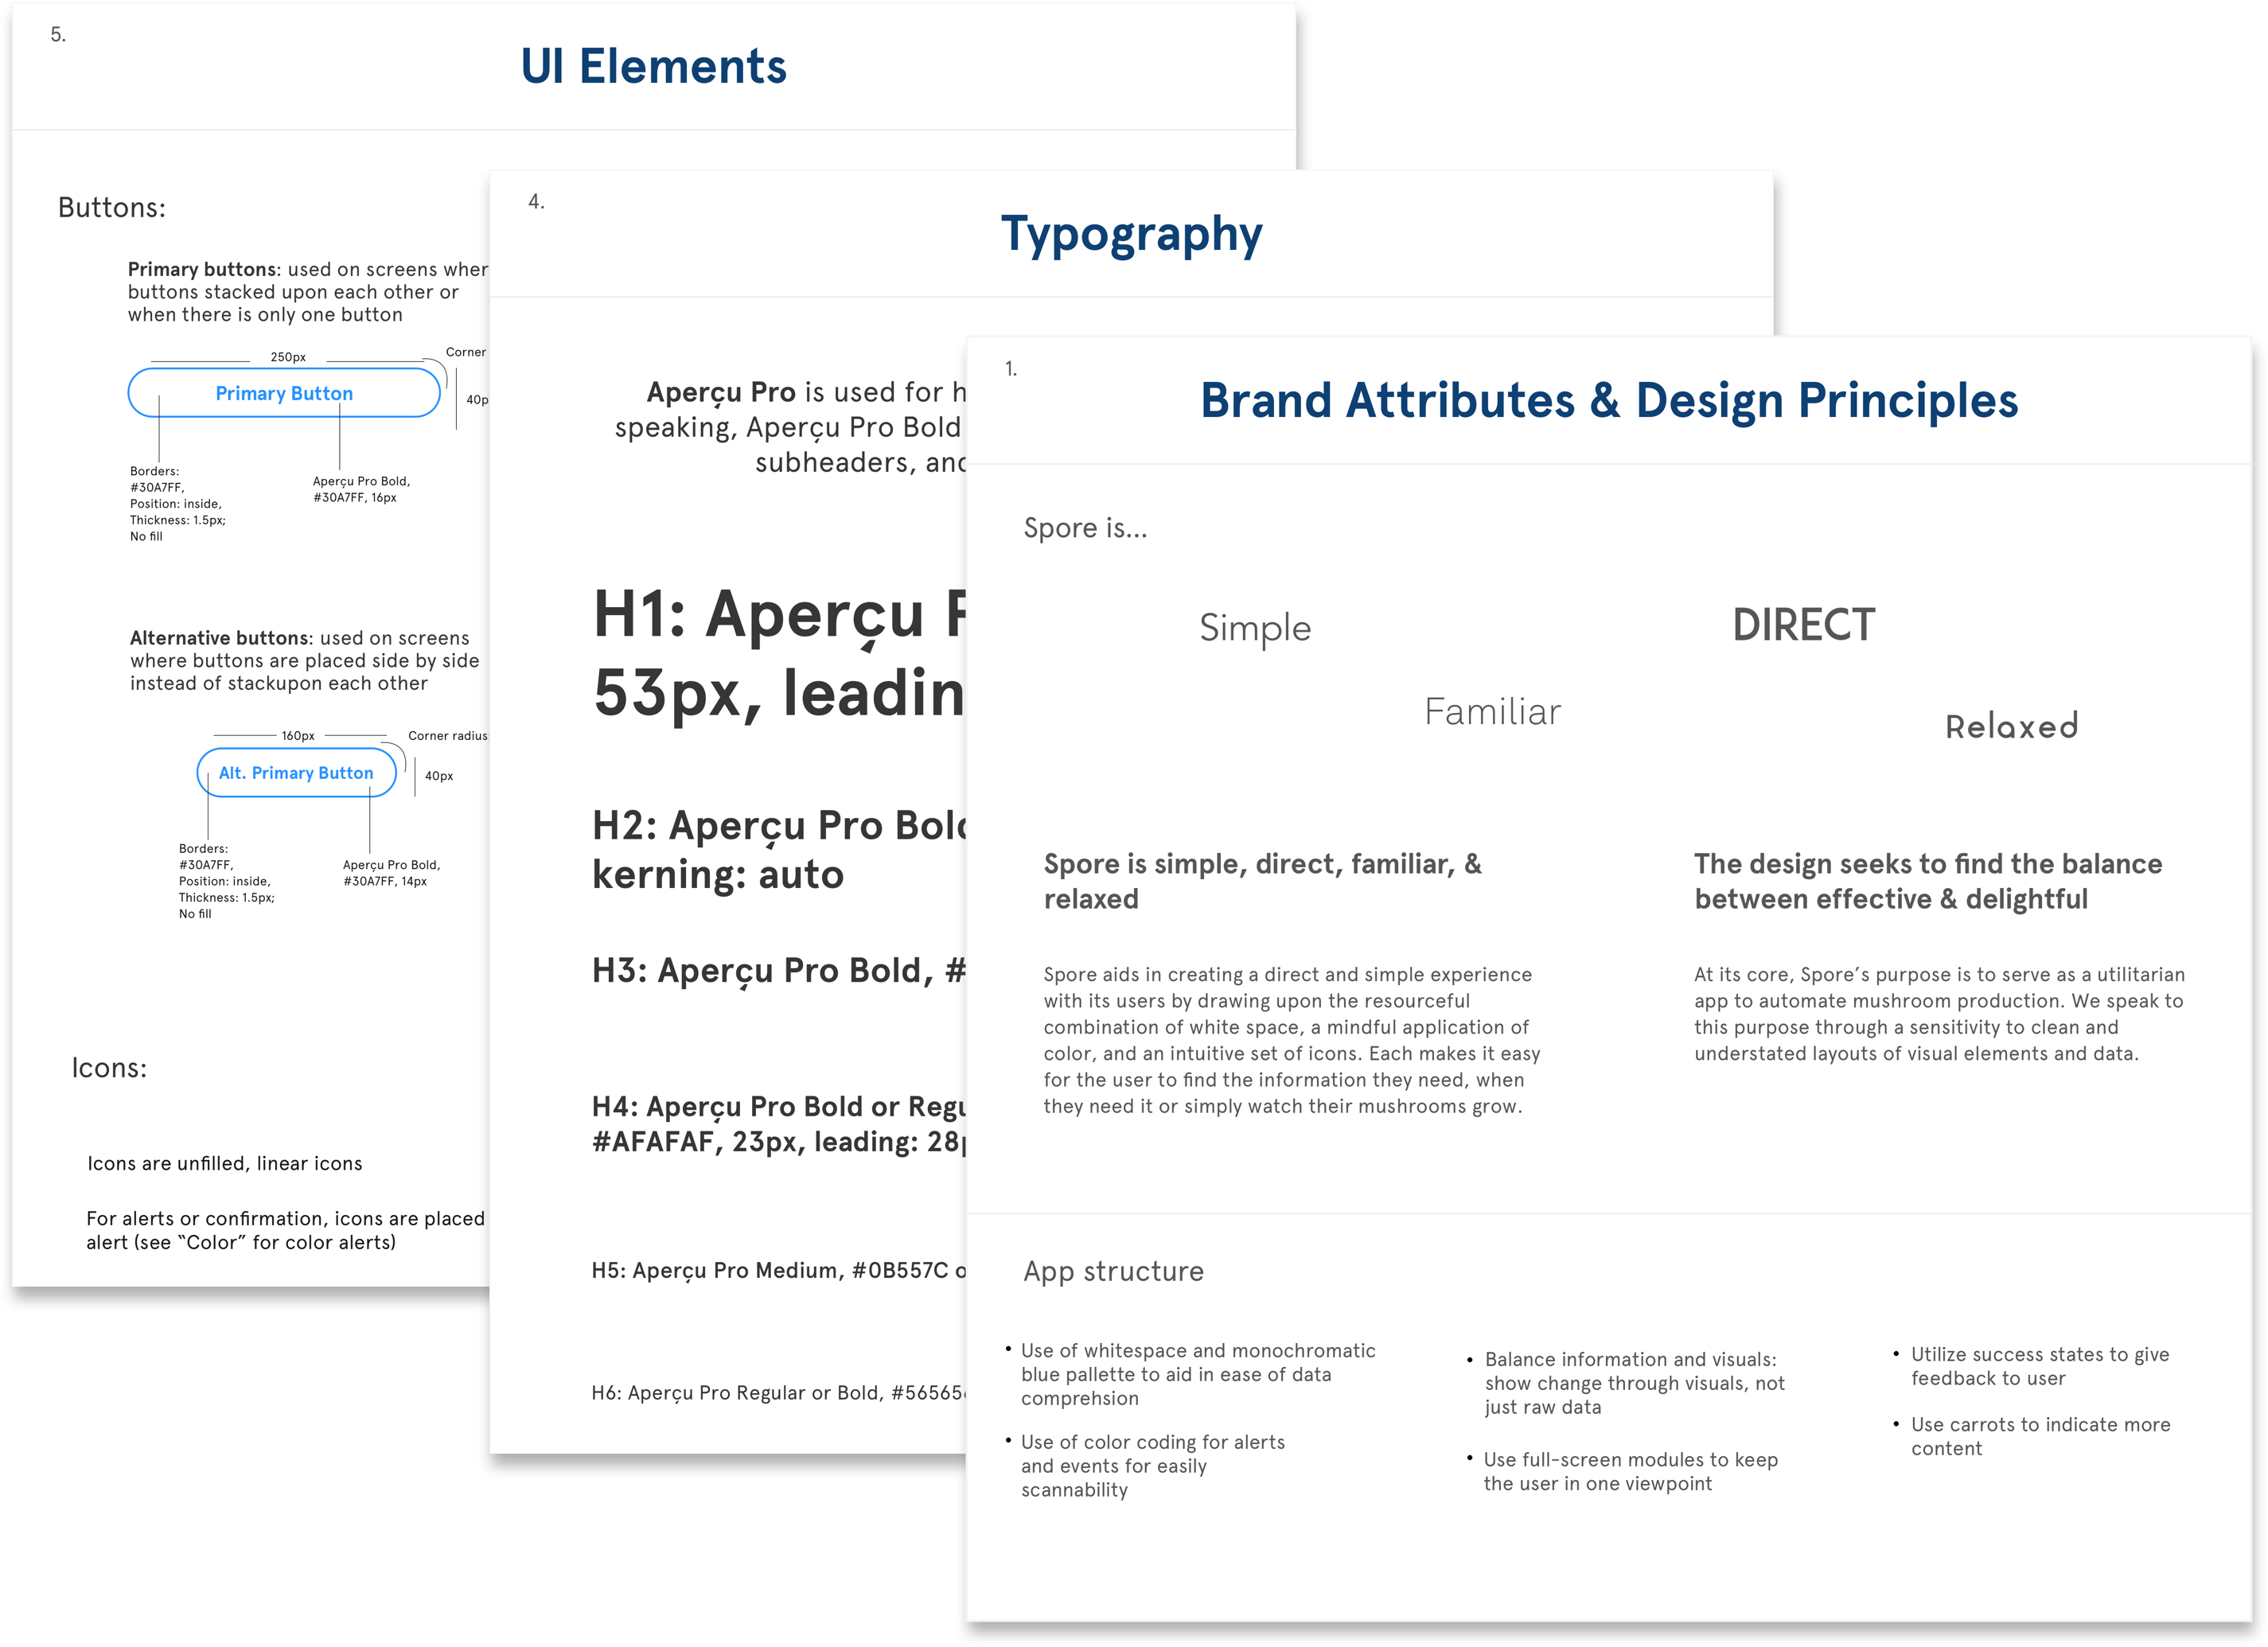 5.
UI Elements
Buttons:
Primary buttons: used on screens
buttons stacked upon each other or
when there is only one button
250px
Corner
Primary Button
Borders:
#30A7FF,
Position: inside,
Thickness: 1.5px;
No fill
Aperçu Pro Bold,
#30A7FF, 16px
Alternative buttons: used on screens
where buttons are placed side by side
instead of stackupon each other
160px
Corner radius
Alt. Primary Button
40px
Borders:
#30A7FF,
Position: inside,
Thickness: 1.5px;
No fill
Aperçu Pro Bold,
#30A7FF, 14px
Icons:
Icons are unfilled, linear icons
For alerts or confirmation, icons are placed
alert (see “Color” for color alerts)
4.
Typography
Aperçu Pro is used for
speaking, Aperçu Pro Bold
subheaders,
H1: Aperçu
53px,
H2: Aperçu Pro
kerning: auto
H3: Aperçu Pro Bold,
H4: Aperçu Pro Bold or
#AFAFAF, 23px, leading:
H5: Aperçu Pro Medium, #0B557C
H6: Aperçu Pro Regular or Bold,
1.
Brand Attributes & Design Principles
Spore is...
Simple
DIRECT
Familiar
Relaxed
Spore is simple, direct, familiar, &
relaxed
Spore aids in creating a direct and simple experience
with its users by drawing upon the resourceful
combination of white space, a mindful application of
color, and an intuitive set of icons. Each makes it easy
for the user to find the information they need, when
they need it or simply watch their mushrooms grow.
The design seeks to find the balance
between effective & delightful
At its core, Spore’s purpose is to serve as a utilitarian
app to automate mushroom production. We speak to
this purpose through a sensitivity to clean and
understated layouts of visual elements and data.
App structure
• Use of whitespace and monochromatic
blue pallette to aid in ease of data
comprehsion
• Use of color coding for alerts
and events for easily
scannability
• Balance information and visuals:
show change through visuals, not
just raw data
• Use full-screen modules to keep
the user in one viewpoint
• Utilize success states to give
feedback to user
• Use carrots to indicate more
content